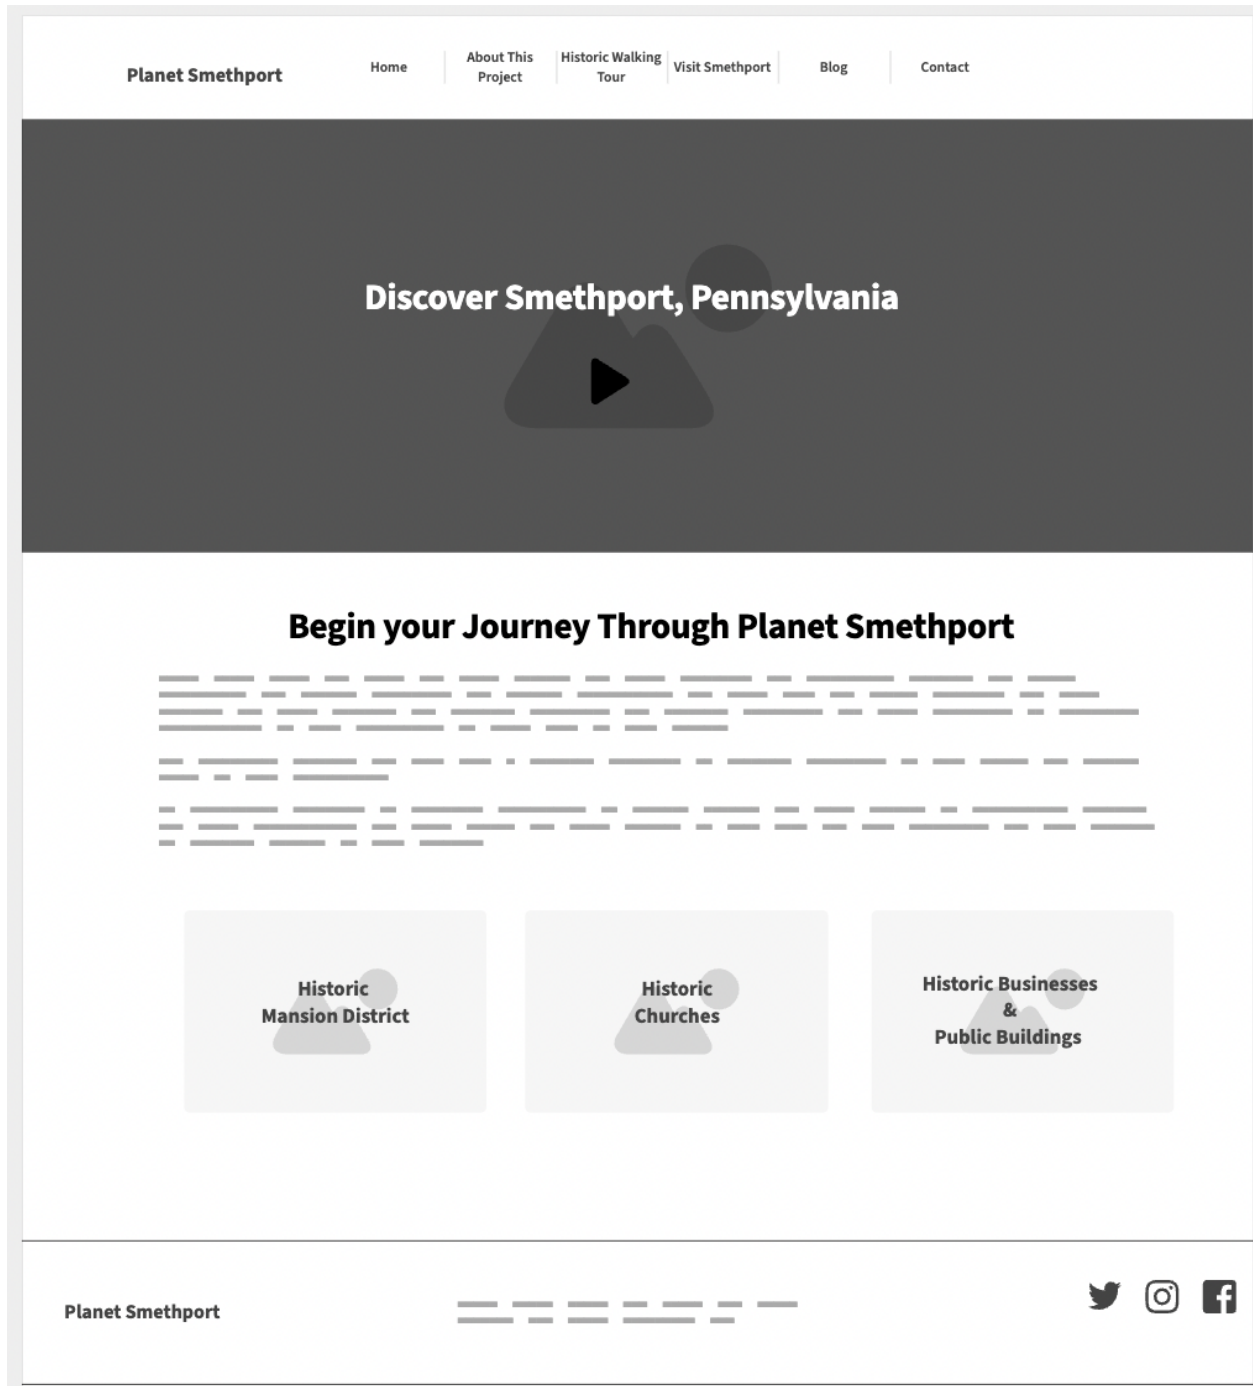 Planet Smethport
Home
About This
Project
Historic Walking
Tour
Visit Smethport
Blog
Contact
Discover Smethport, Pennsylvania
Begin your Journey Through Planet Smethport
Historic
Mansion District
Historic
Churches
Historic Businesses
&
Public Buildings
Planet Smethport